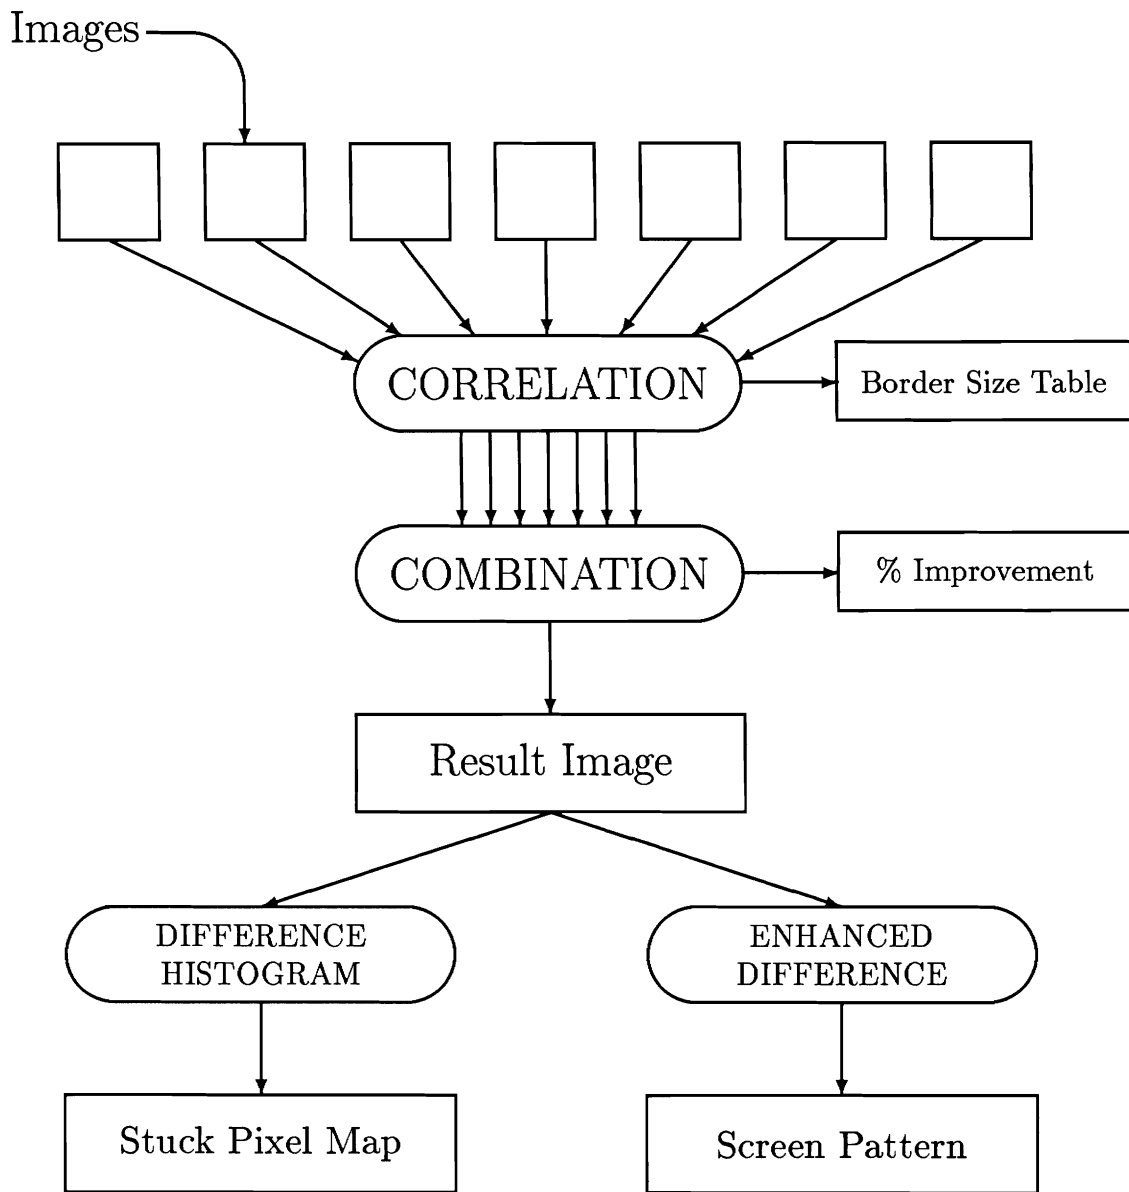 Images
CORRELATION
Border Size Table
COMBINATION
% Improvement
Result Image
DIFFERENCE
HISTOGRAM
ENHANCED
DIFFERENCE
Stuck Pixel Map
Screen Pattern